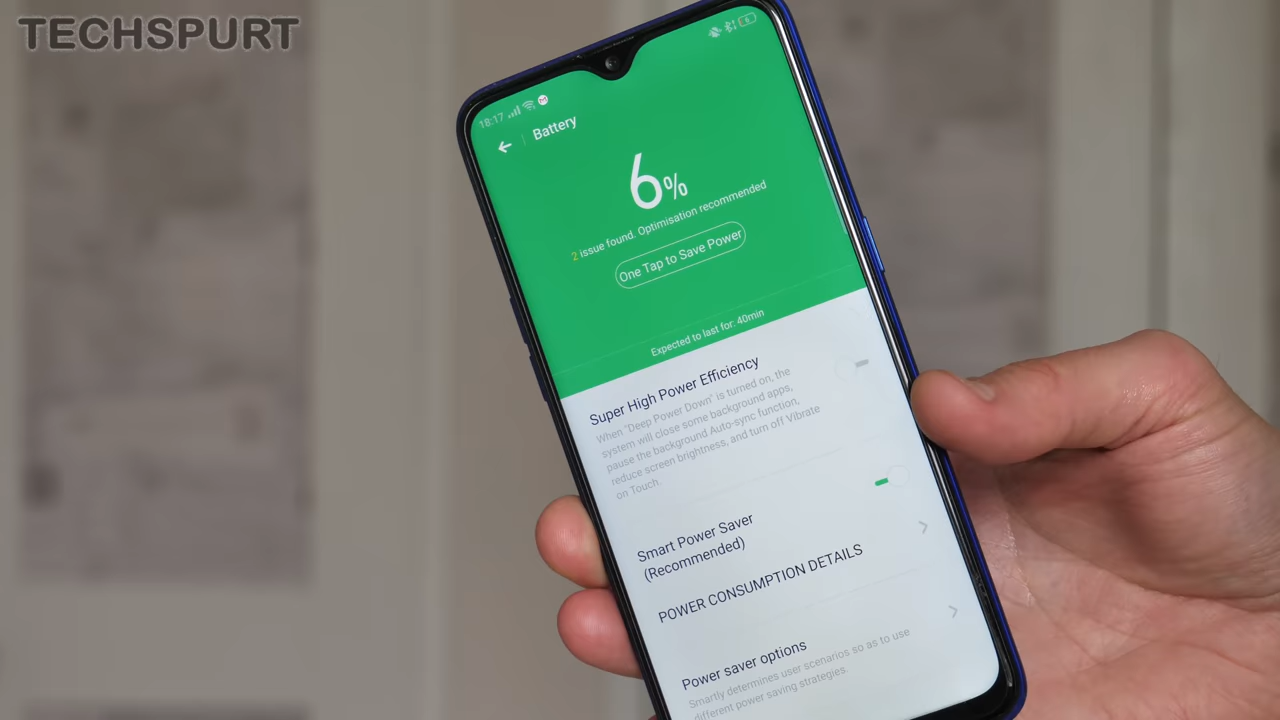 TECHSPURT
18:17
6
Battery
6%
2 issue found. Optimisation recommended
One Tap to Save Power
Expected to last for: 40min
Super High Power Efficiency
When "Deep Power Down" is turned on, the
system will close some background apps,
pause the background Auto-sync function,
reduce screen brightness, and turn off Vibrate
on Touch.
Smart Power Saver
(Recommended)
POWER CONSUMPTION DETAILS
Power saver options
Smartly determines user scenarios so as to use
different power saving strategies.